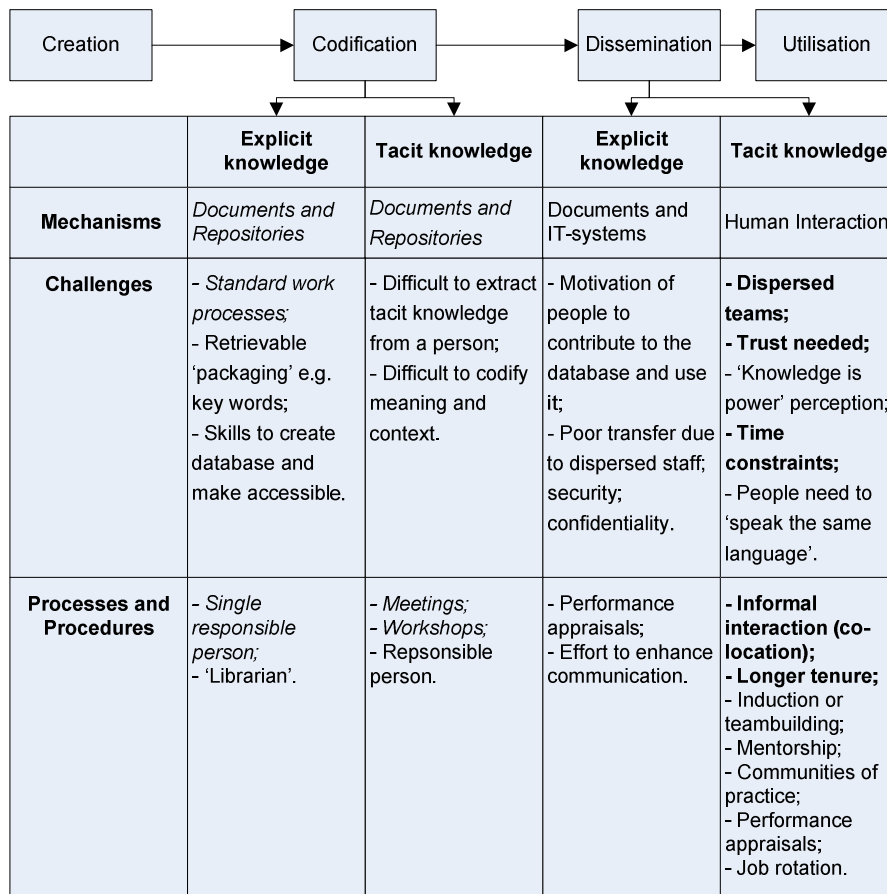 Creation
Codification
Dissemination
Utilisation
Explicit
knowledge
Tacit knowledge
Explicit
knowledge
Tacit knowledge
Mechanisms
Documents and
Repositories
Documents and
Repositories
Documents and
IT-systems
Human Interaction
Challenges
- Standard work
processes;
- Retrievable
‘packaging’ e.g.
key words;
- Skills to create
database and
make accessible.
- Difficult to extract
tacit knowledge
from a person;
- Difficult to codify
meaning and
context.
- Motivation of
people to
contribute to the
database and use
it;
- Poor transfer due
to dispersed staff;
security;
confidentiality.
- Dispersed
teams;
- Trust needed;
- ‘Knowledge is
power’ perception;
- Time
constraints;
- People need to
‘speak the same
language’.
Processes and
Procedures
- Single
responsible
person;
- ‘Librarian’.
- Meetings;
- Workshops;
- Repsonsible
person.
- Performance
appraisals;
- Effort to enhance
communication.
- Informal
interaction (co-
location);
- Longer tenure;
- Induction or
teambuilding;
- Mentorship;
- Communities of
practice;
- Performance
appraisals;
- Job rotation.